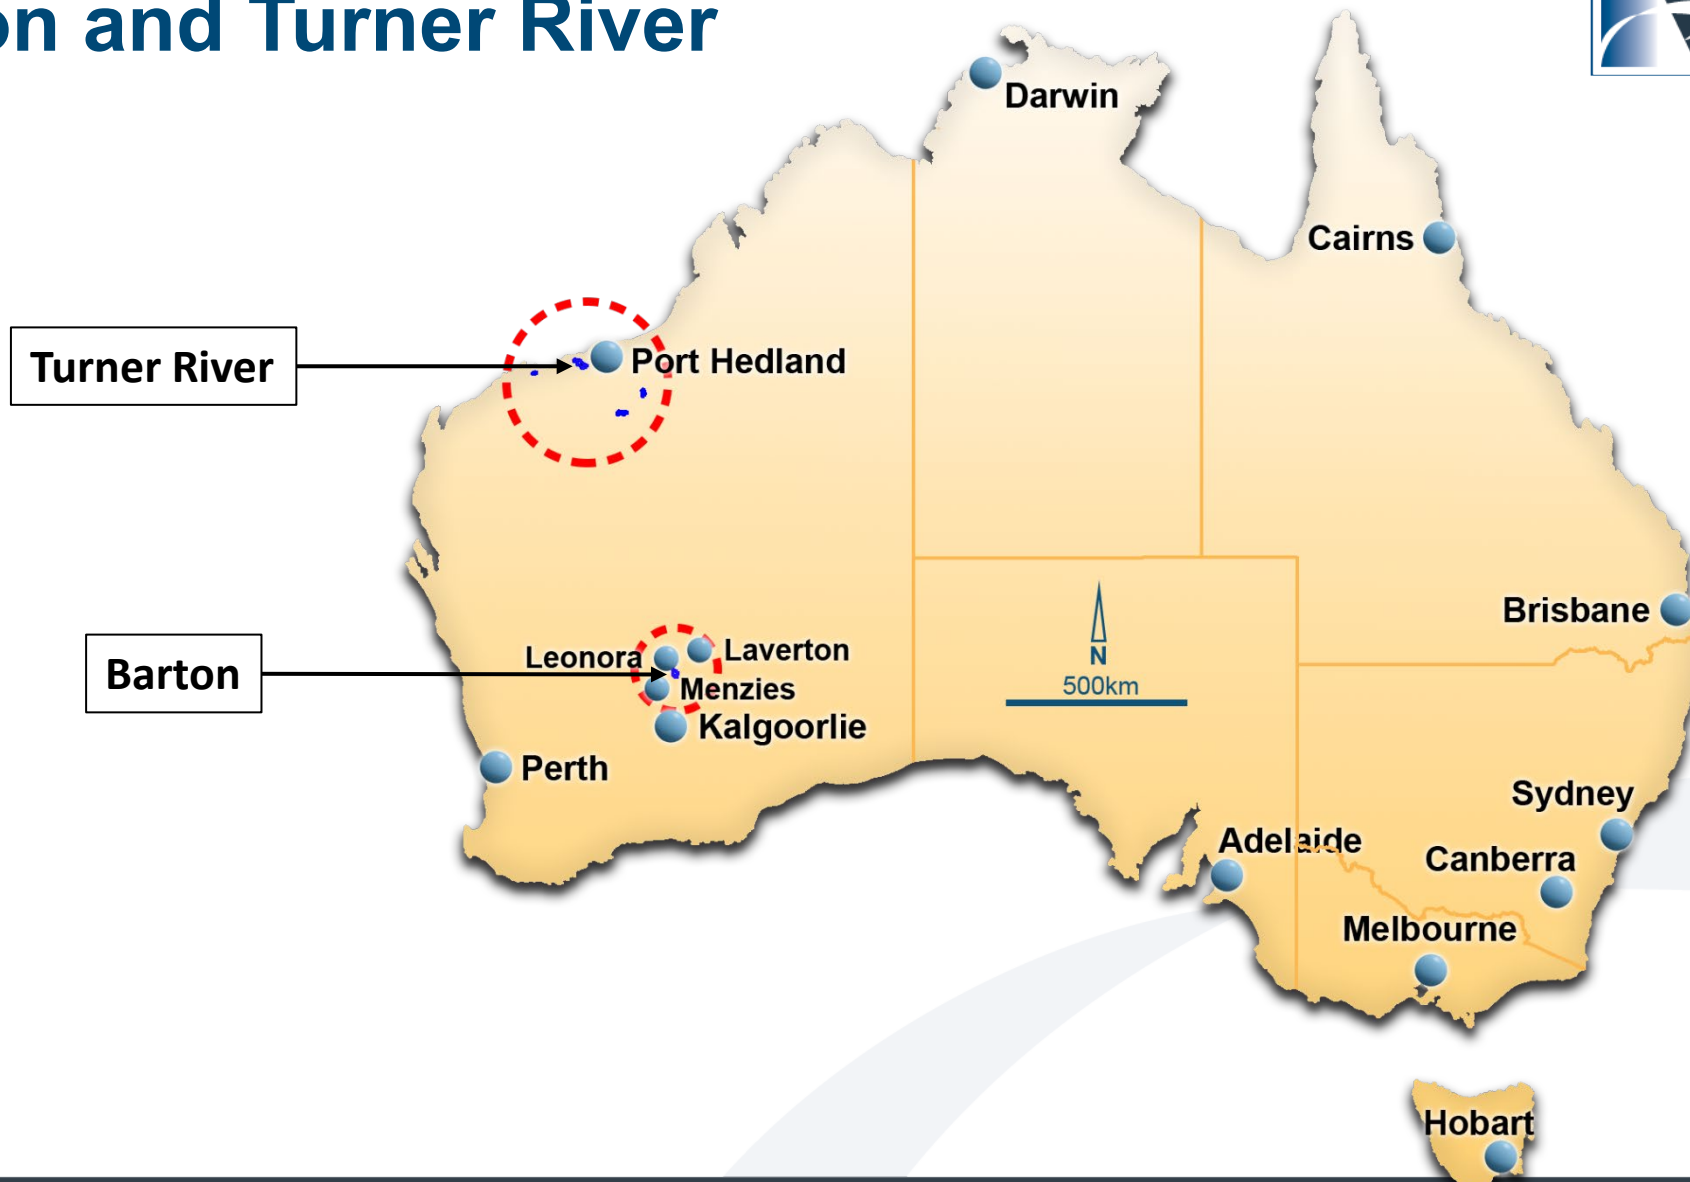 on and Turner River
Darwin
Cairns
Turner River
Port Hedland
Brisbane
Leonora
Laverton
N
Barton
Menzies
500km
Kalgoorlie
Perth
Sydney
Adelaide
Canberra
Melbourne
Hobart